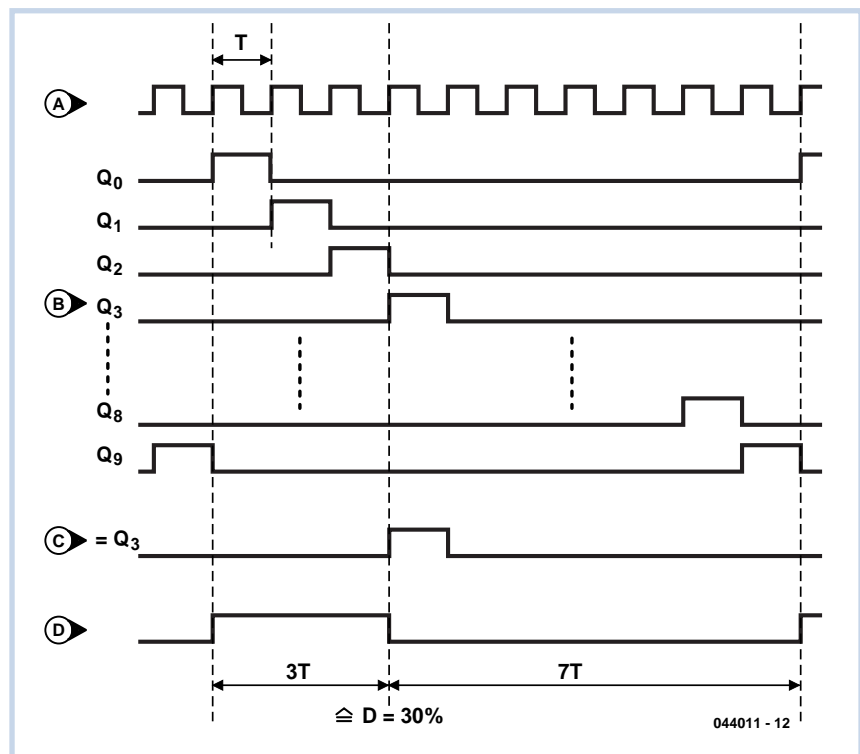 T
A
Q0
Q1
Q2
B Q3
Q8
Q9
C = Q3
D
3T 7T
≙ D = 30%
044011 - 12